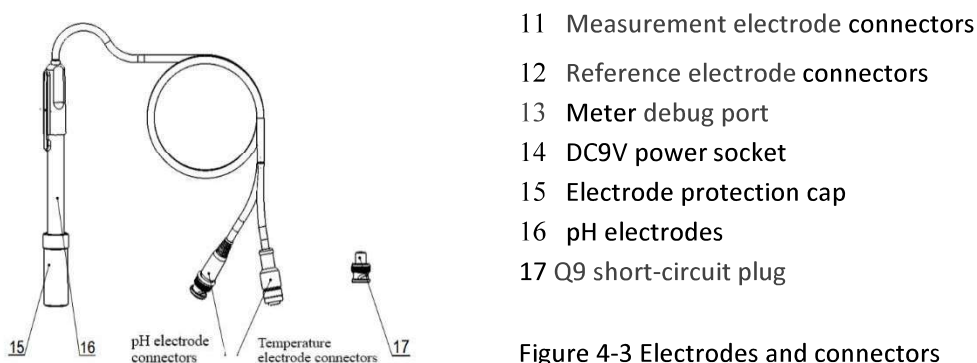 11 Measurement electrode connectors
12 Reference electrode connectors
13 Meter debug port
14 DC9V power socket
15 Electrode protection cap
16 pH electrodes
17 Q9 short-circuit plug
15
16
pH electrode
connectors
Temperature
electrode connectors
17
Figure 4-3 Electrodes and connectors